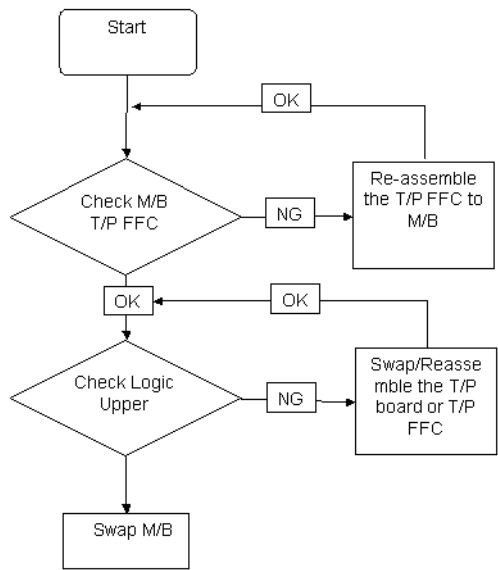 Start
OK
Check M/B
T/P FFC
NG
Re-assemble
the T/P FFC to
M/B
OK
OK
Check Logic
Upper
NG
Swap/Reasse
mble the T/P
board or T/P
FFC
Swap M/B